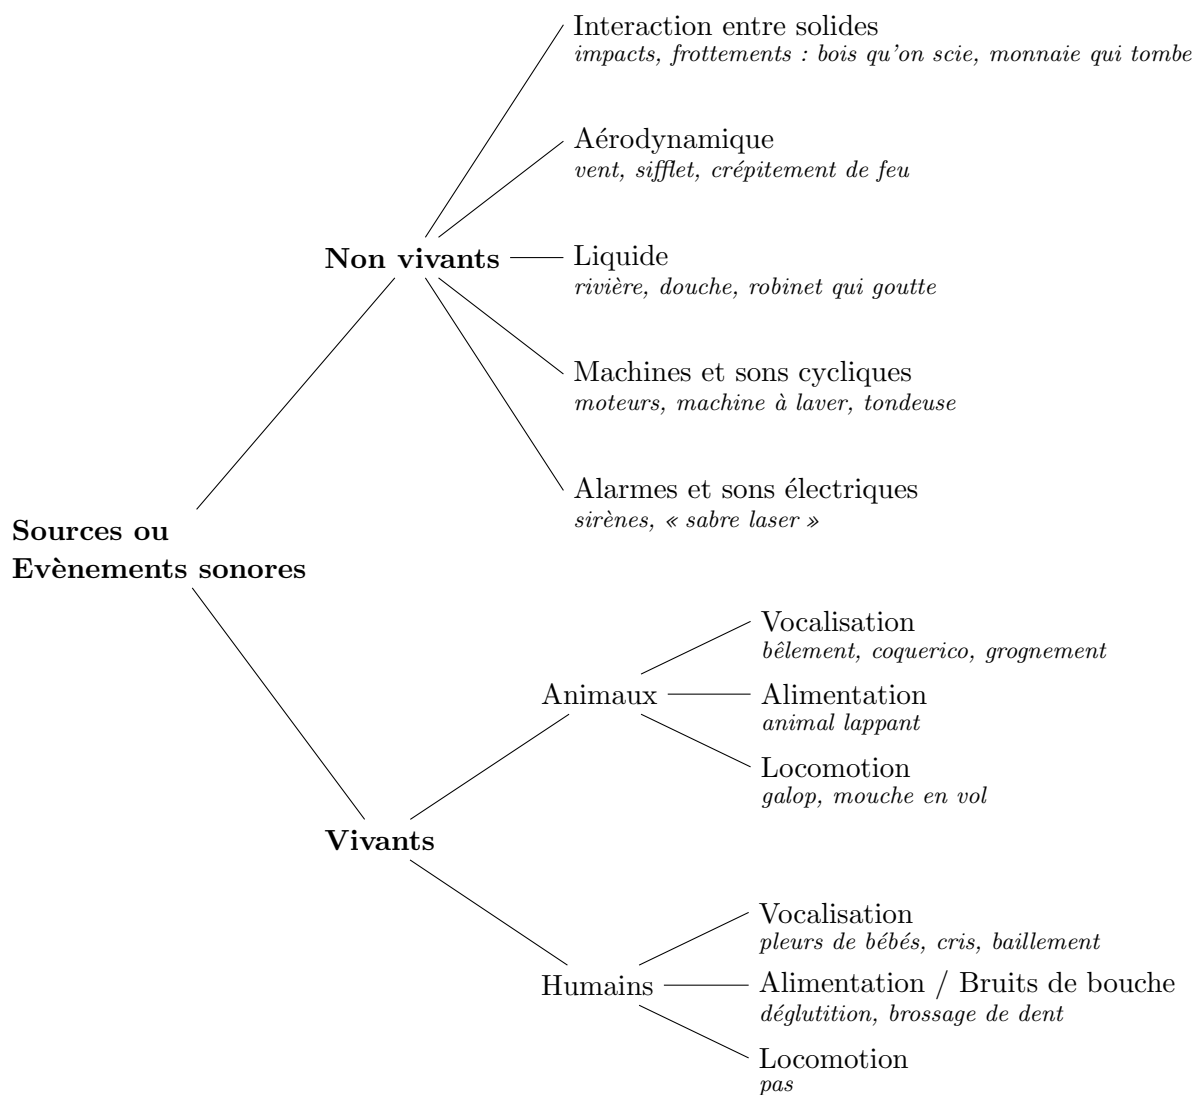 Interaction entre solides
impacts, frottements : bois qu'on scie, monnaie qui tombe
Aérodynamique
vent, sifflet, crépitement de feu
Non vivants
Liquide
rivière, douche, robinet qui goutte
Machines et sons cycliques
moteurs, machine à laver, tondeuse
Alarmes et sons électriques
sirènes, « sabre laser »
Sources ou
Evènements sonores
Vocalisation
bêlement, coquerico, grognement
Animaux
Alimentation
animal lappant
Locomotion
galop, mouche en vol
Vivants
Vocalisation
pleurs de bébés, cris, baillement
Humains
Alimentation / Bruits de bouche
déglutition, brossage de dent
Locomotion
pas